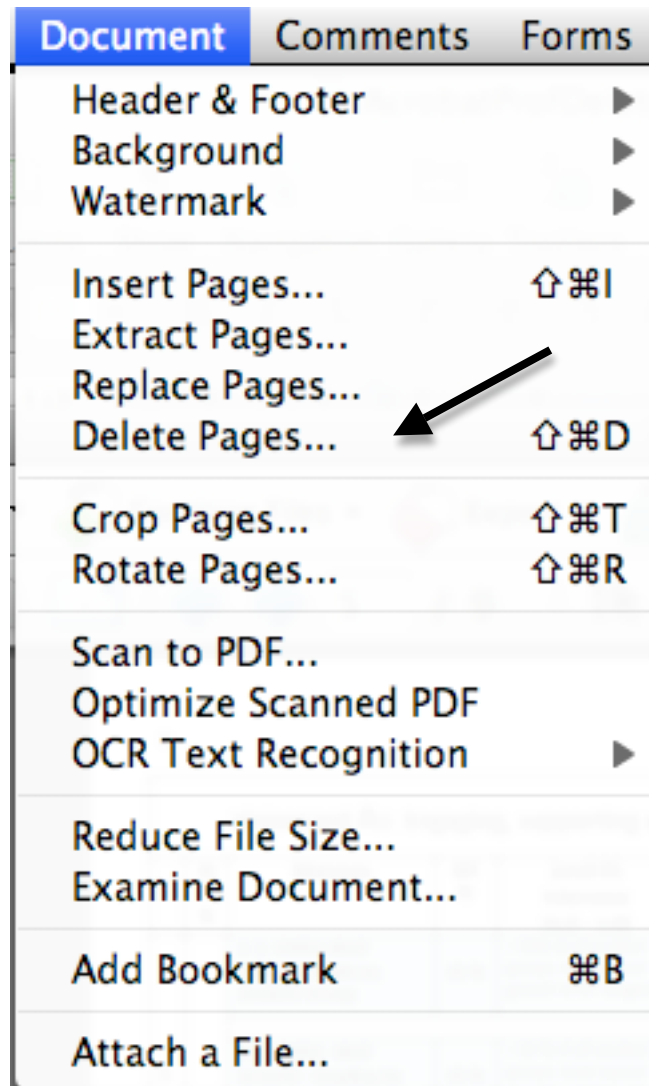 Document Comments Forms
Header & Footer
Background
Watermark
Insert Pages... ⇧⌘I
Extract Pages...
Replace Pages...
Delete Pages... ⇧⌘D
Crop Pages... ⇧⌘T
Rotate Pages... ⇧⌘R
Scan to PDF...
Optimize Scanned PDF
OCR Text Recognition
Reduce File Size...
Examine Document...
Add Bookmark ⌘B
Attach a File...